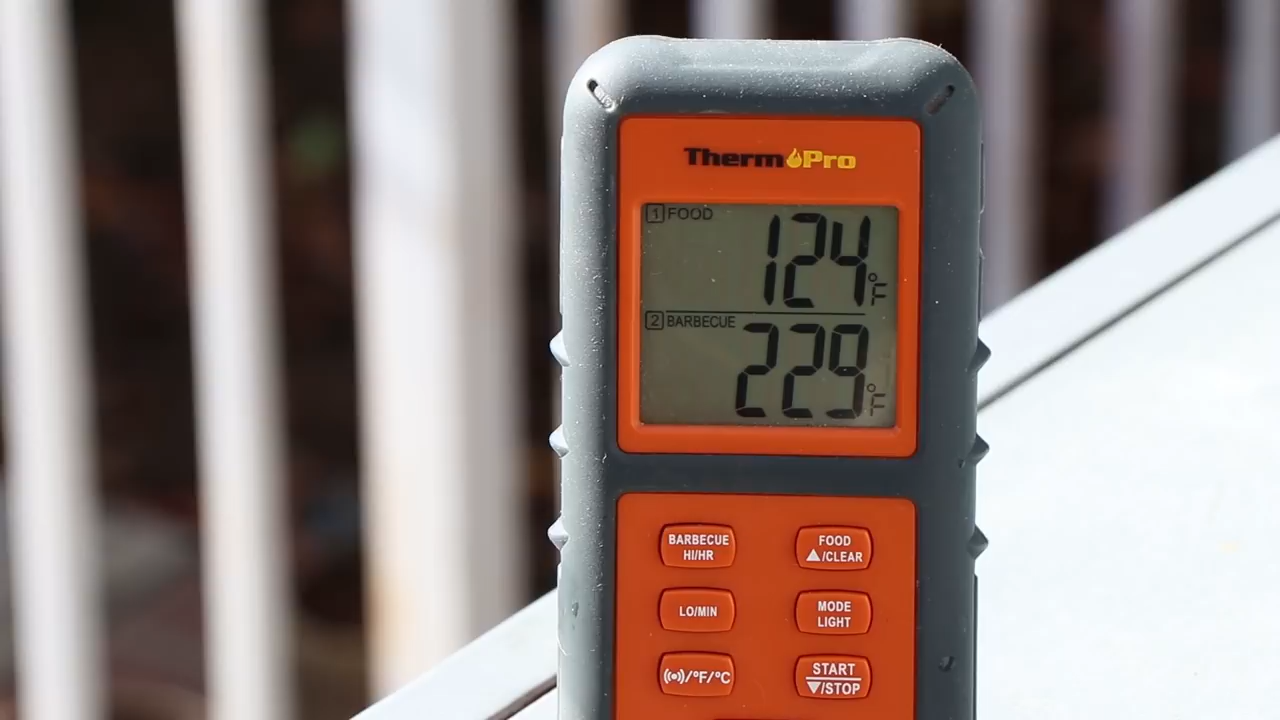 ThermoPro
1 FOOD
124 °F
2 BARBECUE
229 °F
BARBECUE
HI/HR
FOOD
▲/CLEAR
LO/MIN
MODE
LIGHT
((•))/°F/°C
START
▼/STOP